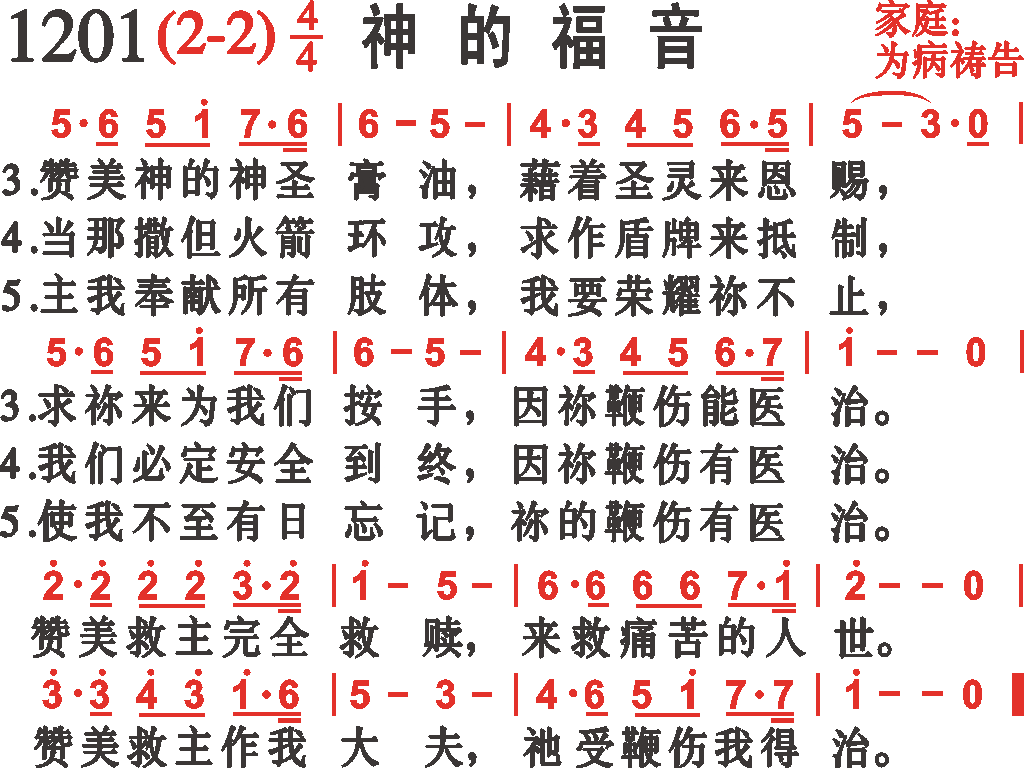 1201(2-2) 4/4 神的福音 家庭：
为病祷告
5·6 5 i 7·6 | 6 - 5 - | 4·3 4 5 6·5 | 5 - 3·0 |
3.赞美神的神圣膏油，藉着圣灵来恩赐，
4.当那撒但火箭环攻，求作盾牌来抵制，
5.主我奉献所有肢体，我要荣耀祢不止，
5·6 5 i 7·6 | 6 - 5 - | 4·3 4 5 6·7 | i - - 0 |
3.求祢来为我们按手，因祢鞭伤能医治。
4.我们必定安全到终，因祢鞭伤有医治。
5.使我不至有日忘记，祢的鞭伤有医治。
2̇·2̇ 2̇ 2̇ 3̇·2̇ | i - 5 - | 6·6 6 6 7·i | 2̇ - - 0 |
赞美救主完全救赎，来救痛苦的人世。
3̇·3̇ 4̇ 3̇ i·6 | 5 - 3 - | 4·6 5 i 7·7 | i - - 0
赞美救主作我大夫，祂受鞭伤我得治。